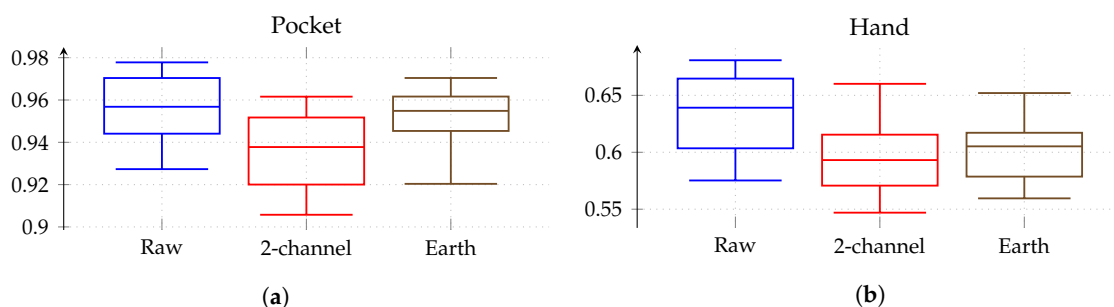 Pocket
0.98
0.96
0.94
0.92
0.9
Raw
2-channel
Earth
(a)
Hand
0.65
0.6
0.55
Raw
2-channel
Earth
(b)